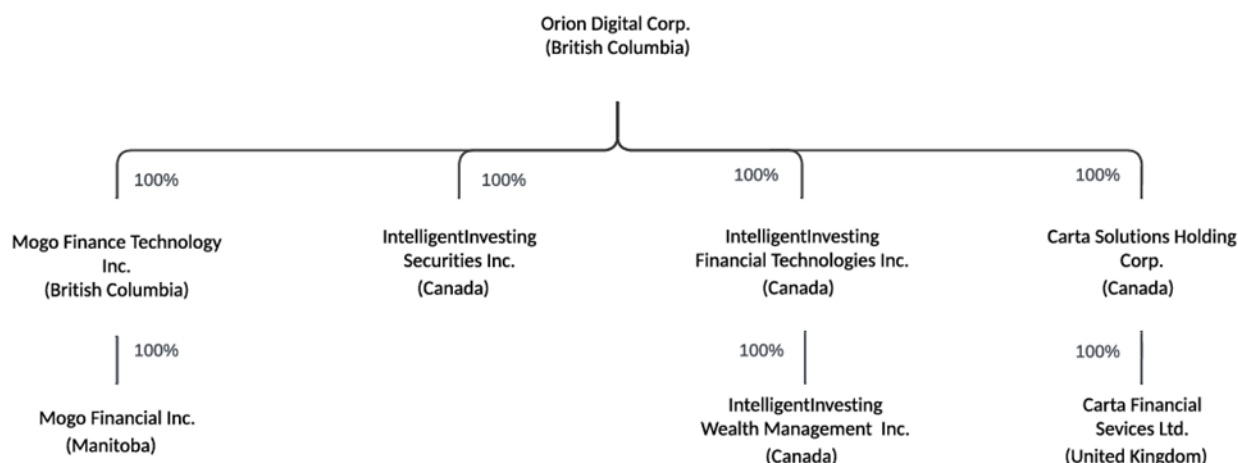 Orion Digital Corp.
(British Columbia)
100%
100%
100%
100%
Mogo Finance Technology
Inc.
(British Columbia)
IntelligentInvesting
Securities Inc.
(Canada)
IntelligentInvesting
Financial Technologies Inc.
(Canada)
Carta Solutions Holding
Corp.
(Canada)
100%
100%
100%
Mogo Financial Inc.
(Manitoba)
IntelligentInvesting
Wealth Management Inc.
(Canada)
Carta Financial
Sevices Ltd.
(United Kingdom)